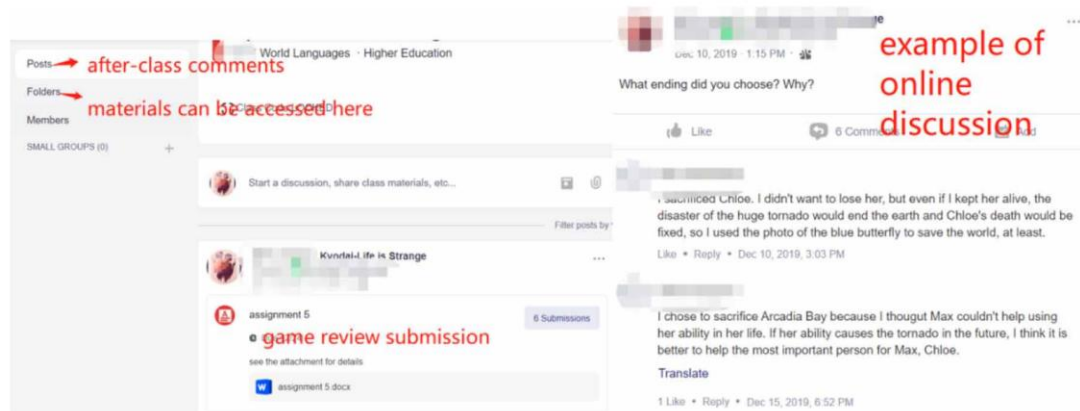 World Languages · Higher Education
Posts
after-class comments
Folders
materials can be accessed here
Members
SMALL GROUPS (0) +
Start a discussion, share class materials, etc...
Filter posts by
Kyndai-Life is Strange
assignment 5
6 Submissions
game review submission
see the attachment for details
assignment 5.docx
Dec 10, 2019 · 1:15 PM ·
example of
online
discussion
What ending did you choose? Why?
Like
6 Comments
Add
I sacrificed Chloe. I didn't want to lose her, but even if I kept her alive, the
disaster of the huge tornado would end the earth and Chloe's death would be
fixed, so I used the photo of the blue butterfly to save the world, at least.
Like • Reply • Dec 10, 2019, 3:03 PM
I chose to sacrifice Arcadia Bay because I thougut Max couldn't help using
her ability in her life. If her ability causes the tornado in the future, I think it is
better to help the most important person for Max, Chloe.
Translate
1 Like • Reply • Dec 15, 2019, 6:52 PM